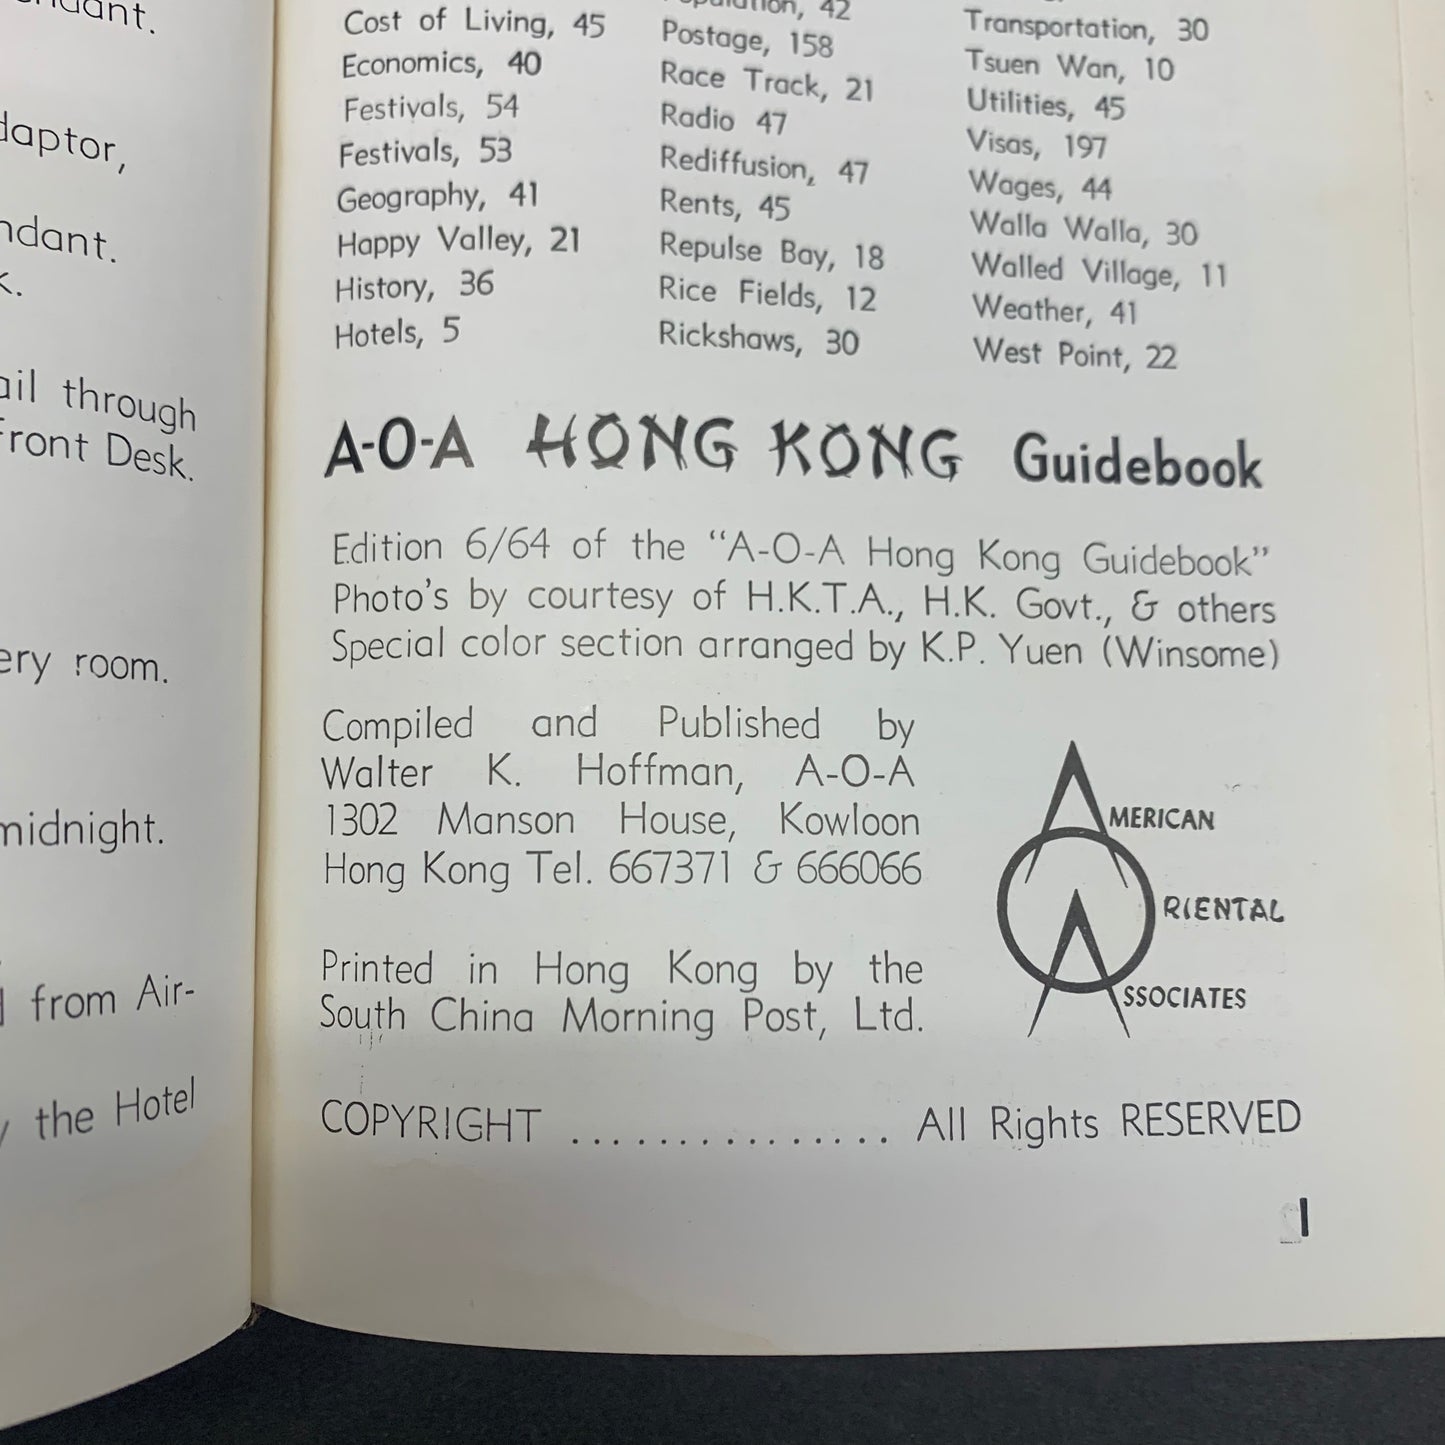 dant.
daptor,
ndant.
K.
ail through
Front Desk.
ery room.
midnight.
from Air-
the Hotel
Cost of Living, 45
Economics, 40
Festivals, 54
Festivals, 53
Geography, 41
Happy Valley, 21
History, 36
Hotels, 5
42
Postage, 158
Race Track, 21
Radio 47
Rediffusion, 47
Rents, 45
Repulse Bay, 18
Rice Fields, 12
Rickshaws, 30
Transportation, 30
Tsuen Wan, 10
Utilities, 45
Visas, 197
Wages, 44
Walla Walla, 30
Walled Village, 11
Weather, 41
West Point, 22
A-O-A HONG KONG Guidebook
Edition 6/64 of the "A-O-A Hong Kong Guidebook"
Photo's by courtesy of H.K.T.A., H.K. Govt., & others
Special color section arranged by K.P. Yuen (Winsome)
Compiled and Published by
Walter K. Hoffman, A-O-A
1302 Manson House, Kowloon
Hong Kong Tel. 667371 & 666066
Printed in Hong Kong by the
South China Morning Post, Ltd.
AMERICAN
ORIENTAL
ASSOCIATES
COPYRIGHT ............... All Rights RESERVED
1